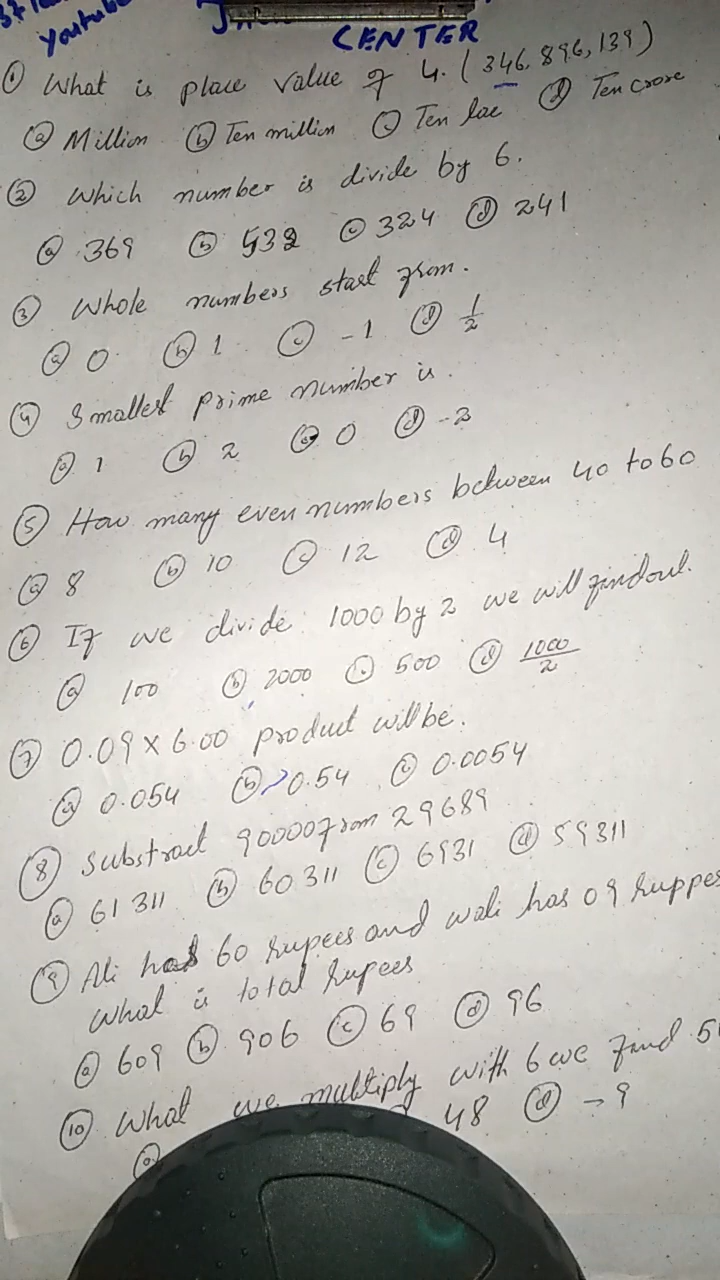 Youtube
CENTER
① What is place value of 4. (346,896,139)
ⓐ Million ⓑ Ten million ⓒ Ten lac ⓓ Ten crore
② Which number is divide by 6.
ⓐ 369 ⓑ 532 ⓒ 324 ⓓ 241
③ Whole numbers start from.
ⓐ 0 ⓑ 1 ⓒ -1 ⓓ 1/2
④ Smallest prime number is.
ⓐ 1 ⓑ 2 ⓒ 0 ⓓ -2
⑤ How many even numbers between 40 to 60
ⓐ 8 ⓑ 10 ⓒ 12 ⓓ 4
⑥ If we divide 1000 by 2 we will findout.
ⓐ 100 ⓑ 2000 ⓒ 500 ⓓ 1000/2
⑦ 0.09 × 6.00 product will be.
ⓐ 0.054 ⓑ 0.54 ⓒ 0.0054
⑧ Substract 90000 from 29689
ⓐ 61311 ⓑ 60311 ⓒ 6931 ⓓ 59311
⑨ Ali has 60 rupees and wali has 09 ruppes
what is total rupees
ⓐ 609 ⓑ 906 ⓒ 69 ⓓ 96
⑩ What we multiply with 6 we find
ⓐ 48 ⓓ -9